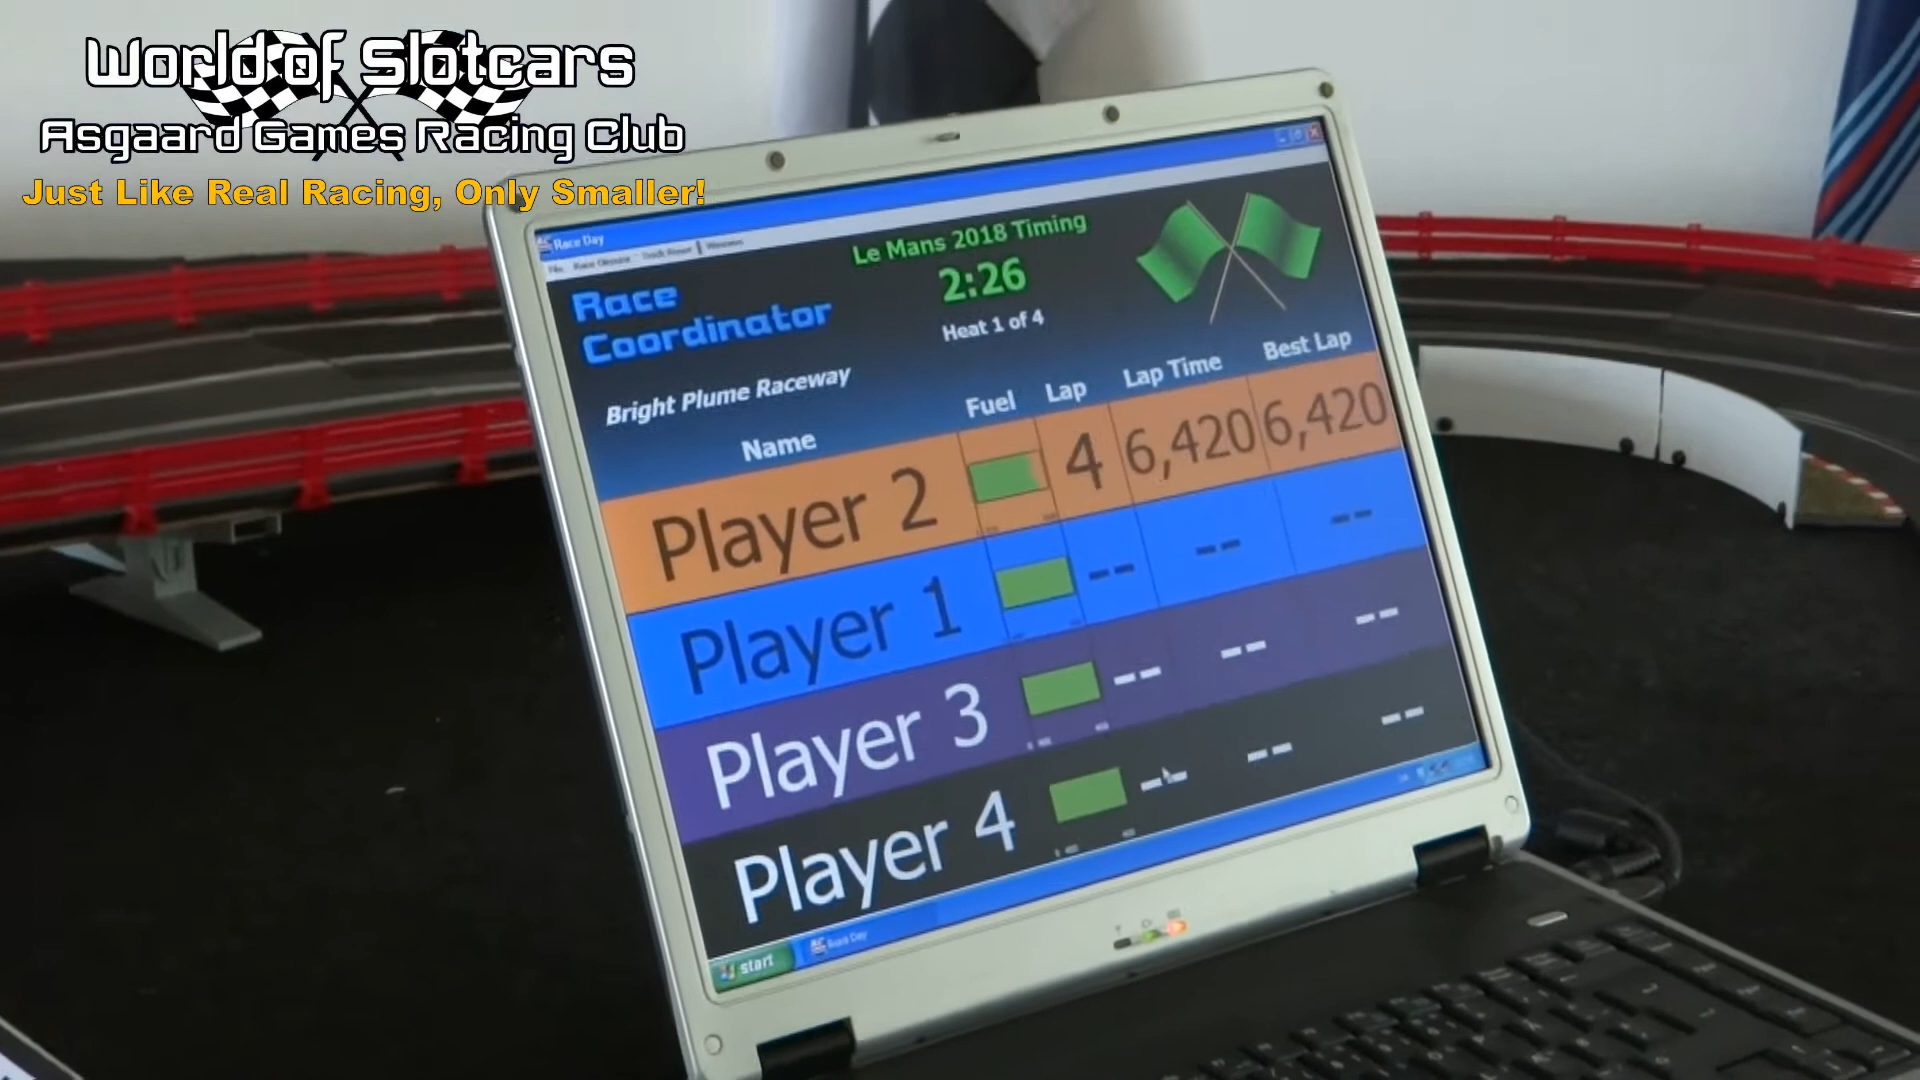 World of Slotcars
Asgaard Games Racing Club
Just Like Real Racing, Only Smaller!
Race Day
Le Mans 2018 Timing
2:26
Heat 1 of 4
Race
Coordinator
Bright Plume Raceway
Name Fuel Lap Lap Time Best Lap
Player 2 4 6,420 6,420
Player 1 -- -- --
Player 3 -- -- --
Player 4 -- -- --
start
Race Day